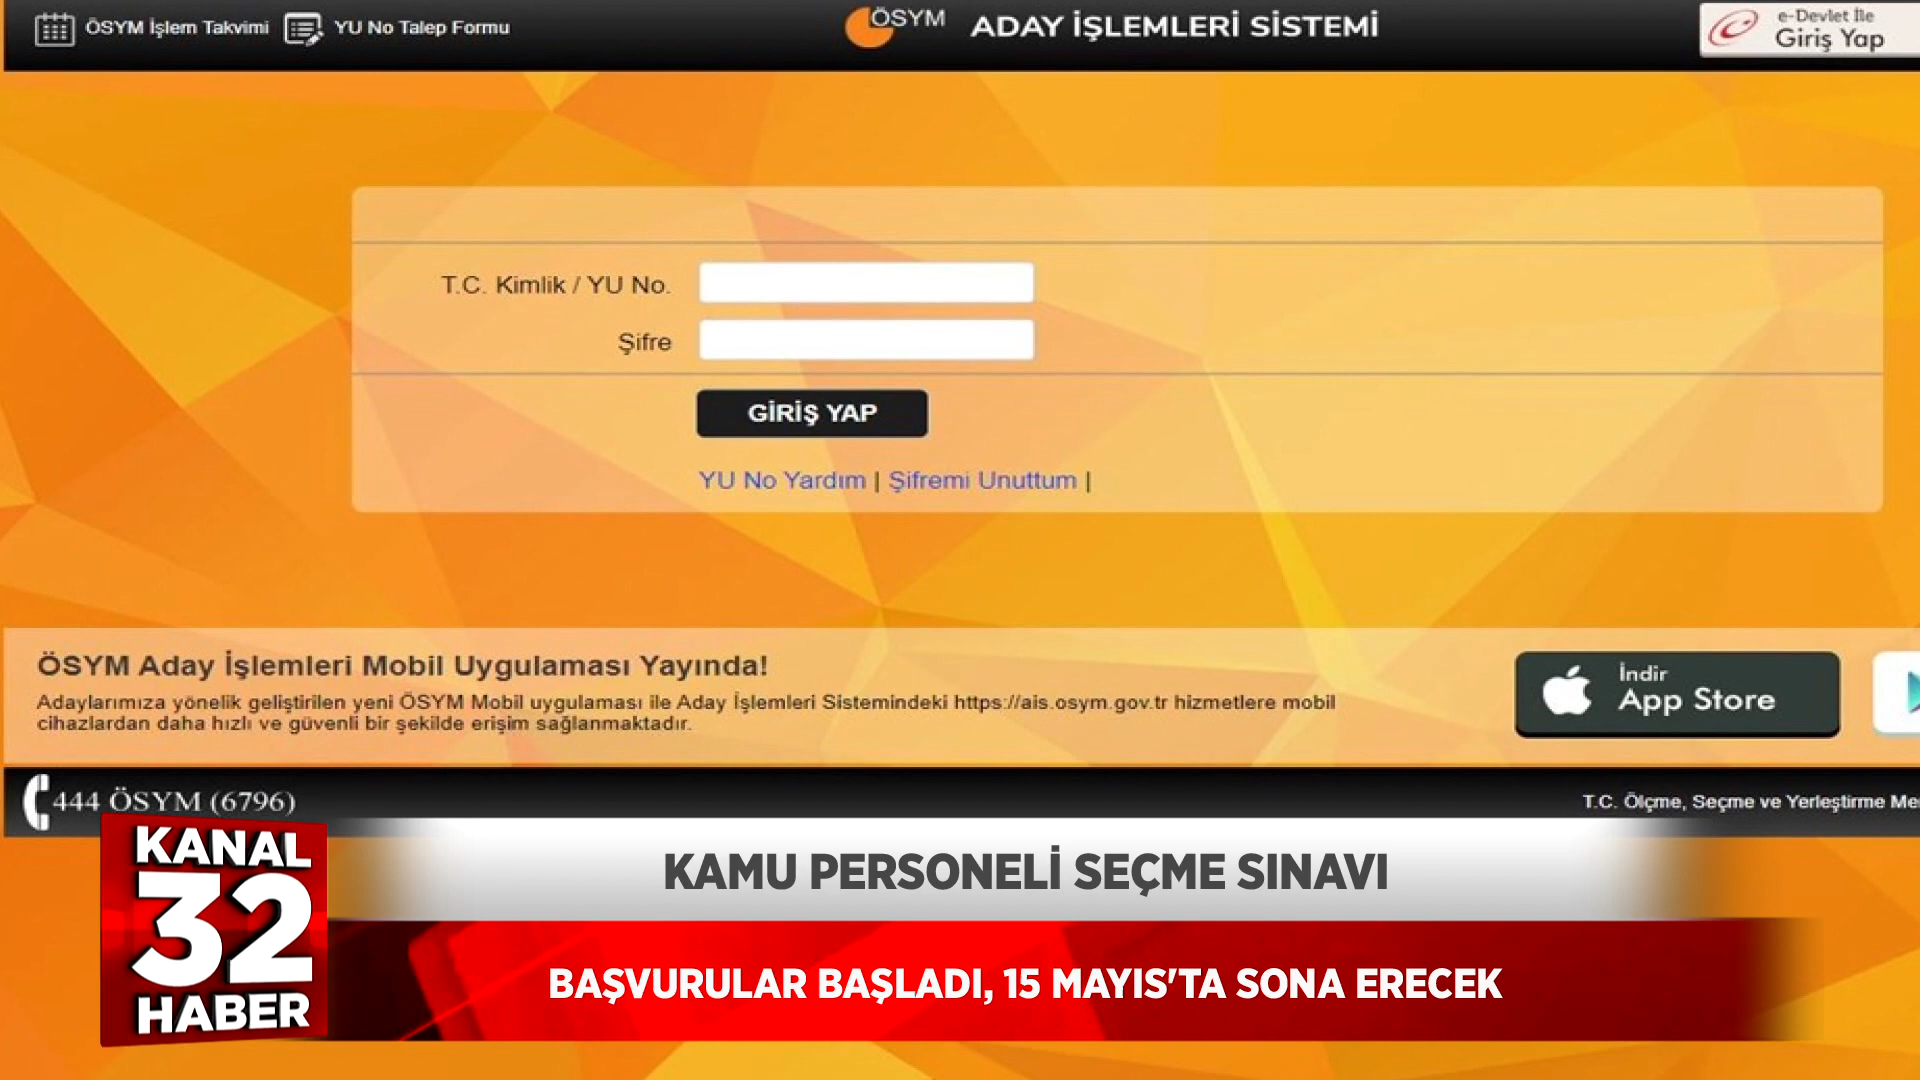 ÖSYM İşlem Takvimi
YU No Talep Formu
ÖSYM
ADAY İŞLEMLERİ SİSTEMİ
e-Devlet İle
Giriş Yap
T.C. Kimlik / YU No.
Şifre
GİRİŞ YAP
YU No Yardım | Şifremi Unuttum |
ÖSYM Aday İşlemleri Mobil Uygulaması Yayında!
Adaylarımıza yönelik geliştirilen yeni ÖSYM Mobil uygulaması ile Aday İşlemleri Sistemindeki https://ais.osym.gov.tr hizmetlere mobil
cihazlardan daha hızlı ve güvenli bir şekilde erişim sağlanmaktadır.
İndir
App Store
444 ÖSYM (6796)
T.C. Ölçme, Seçme ve Yerleştirme Me
KANAL
32
HABER
KAMU PERSONELİ SEÇME SINAVI
BAŞVURULAR BAŞLADI, 15 MAYIS'TA SONA ERECEK